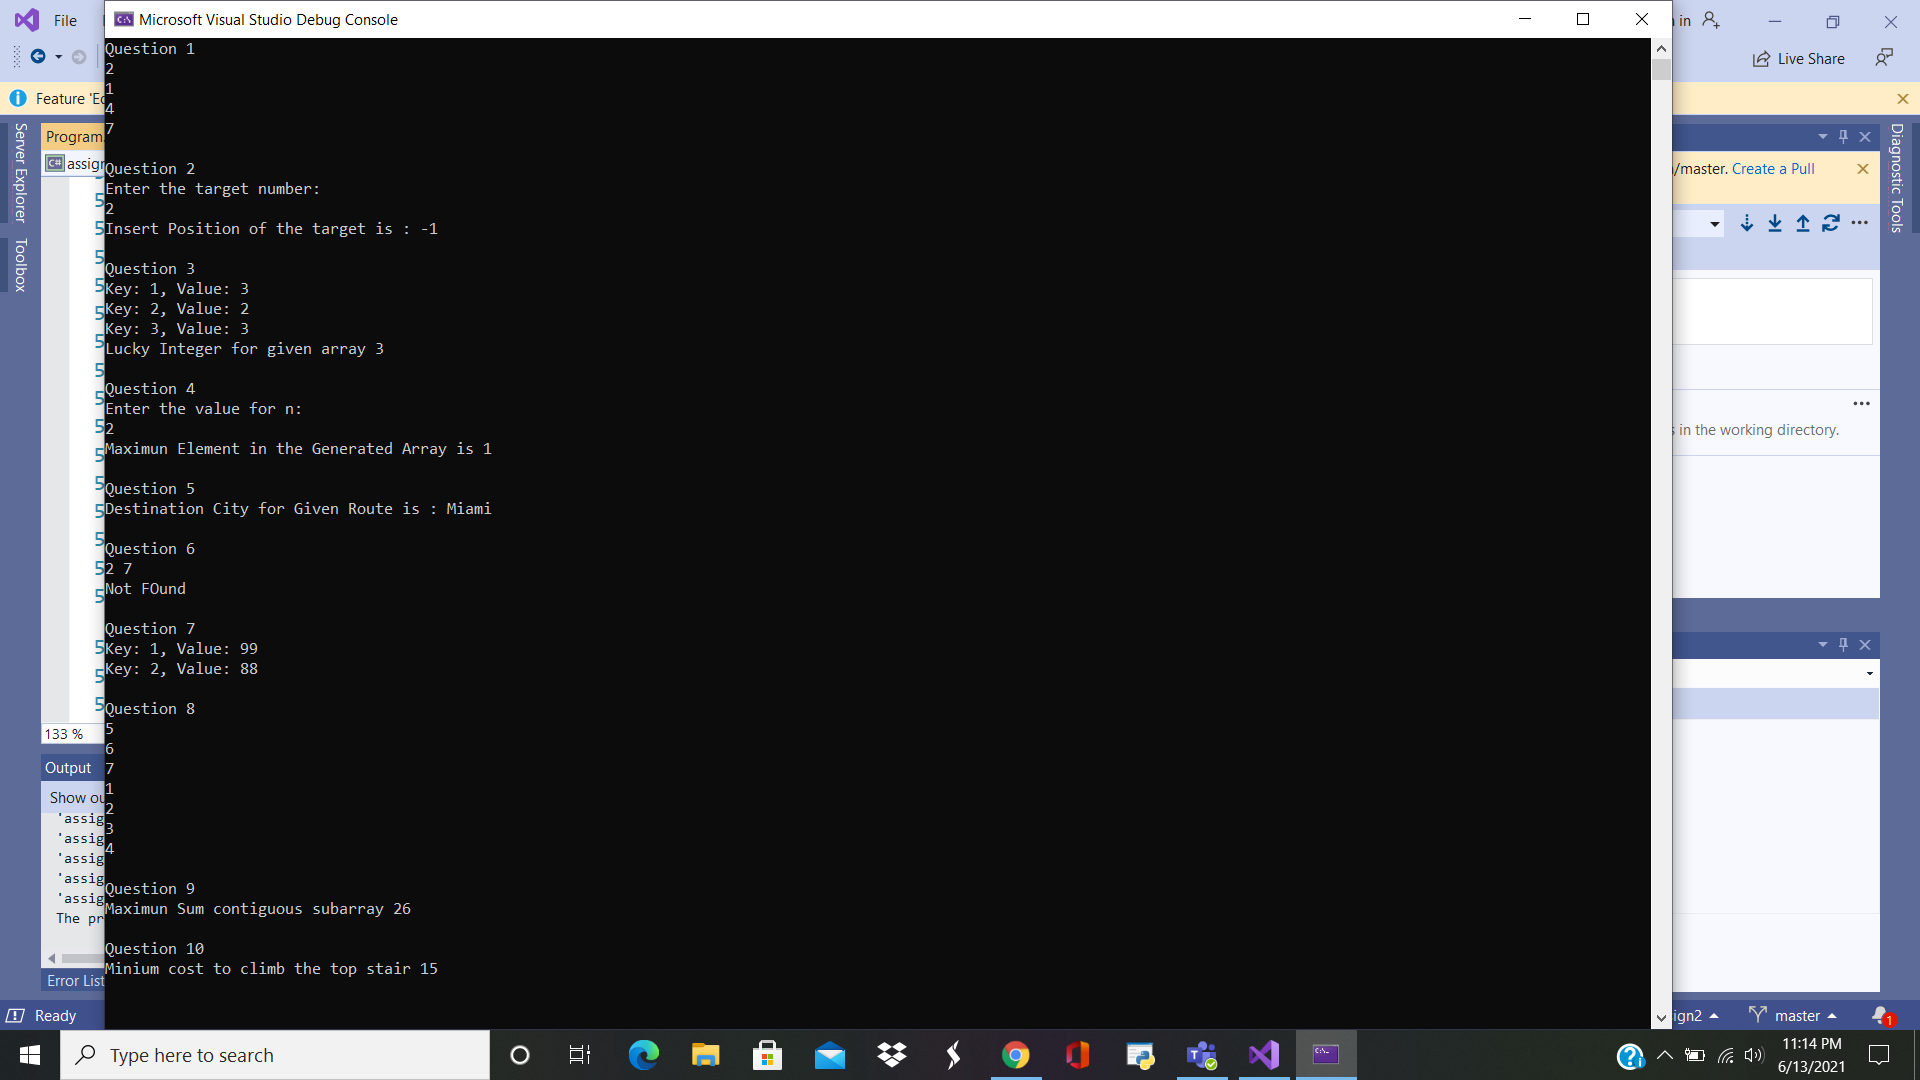 File
Microsoft Visual Studio Debug Console
in
Live Share
Feature 'Ed
Program.
assign
Server Explorer
Toolbox
Diagnostic Tools
/master. Create a Pull
in the working directory.
Question 1
2
1
4
7
Question 2
Enter the target number:
2
Insert Position of the target is : -1
Question 3
Key: 1, Value: 3
Key: 2, Value: 2
Key: 3, Value: 3
Lucky Integer for given array 3
Question 4
Enter the value for n:
2
Maximun Element in the Generated Array is 1
Question 5
Destination City for Given Route is : Miami
Question 6
2 7
Not FOund
Question 7
Key: 1, Value: 99
Key: 2, Value: 88
Question 8
5
6
7
1
2
3
4
Question 9
Maximun Sum contiguous subarray 26
Question 10
Minium cost to climb the top stair 15
133 %
Output
Show ou
'assig
'assig
'assig
'assig
'assig
The pr
Error List
Ready
ign2
master
1
Type here to search
11:14 PM
6/13/2021